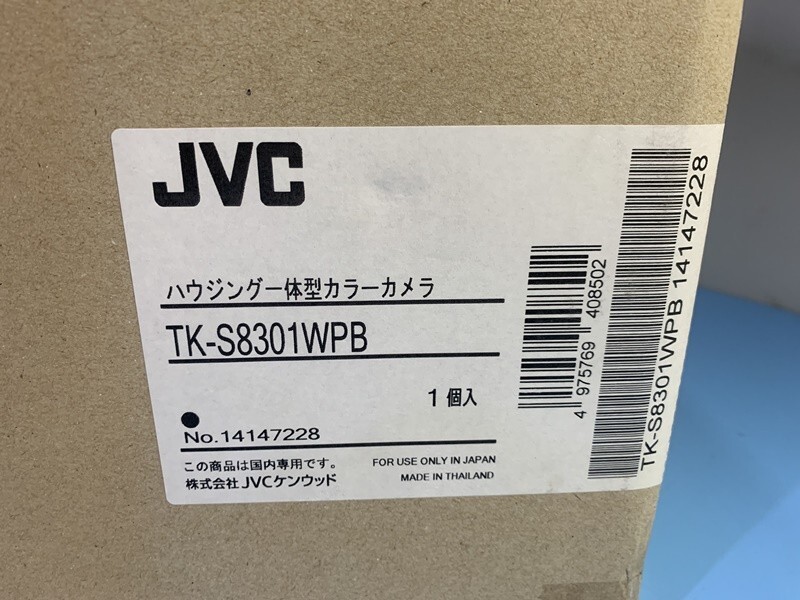 JVC
ハウジング一体型カラーカメラ
TK-S8301WPB
1個入
No.14147228
この商品は国内専用です。
株式会社 JVCケンウッド
FOR USE ONLY IN JAPAN
MADE IN THAILAND
4 975769 408502
TK-S8301WPB 14147228